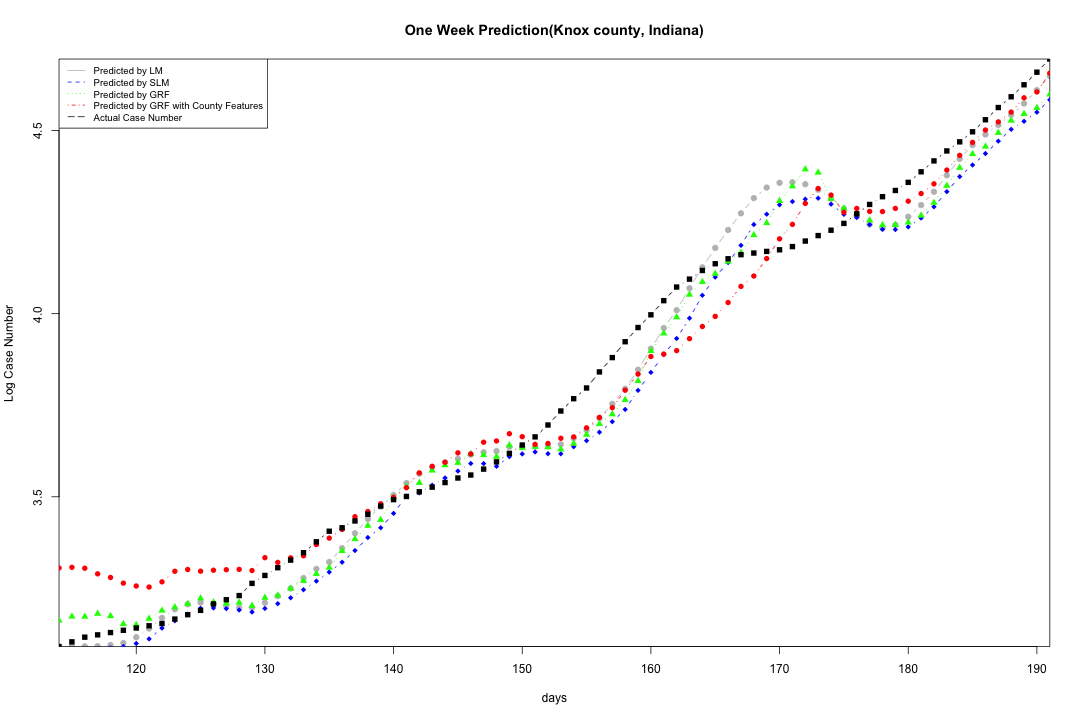 One Week Prediction(Knox county, Indiana)
Predicted by LM
Predicted by SLM
Predicted by GRF
Predicted by GRF with County Features
Actual Case Number
4.5
4.0
3.5
Log Case Number
120 130 140 150 160 170 180 190
days